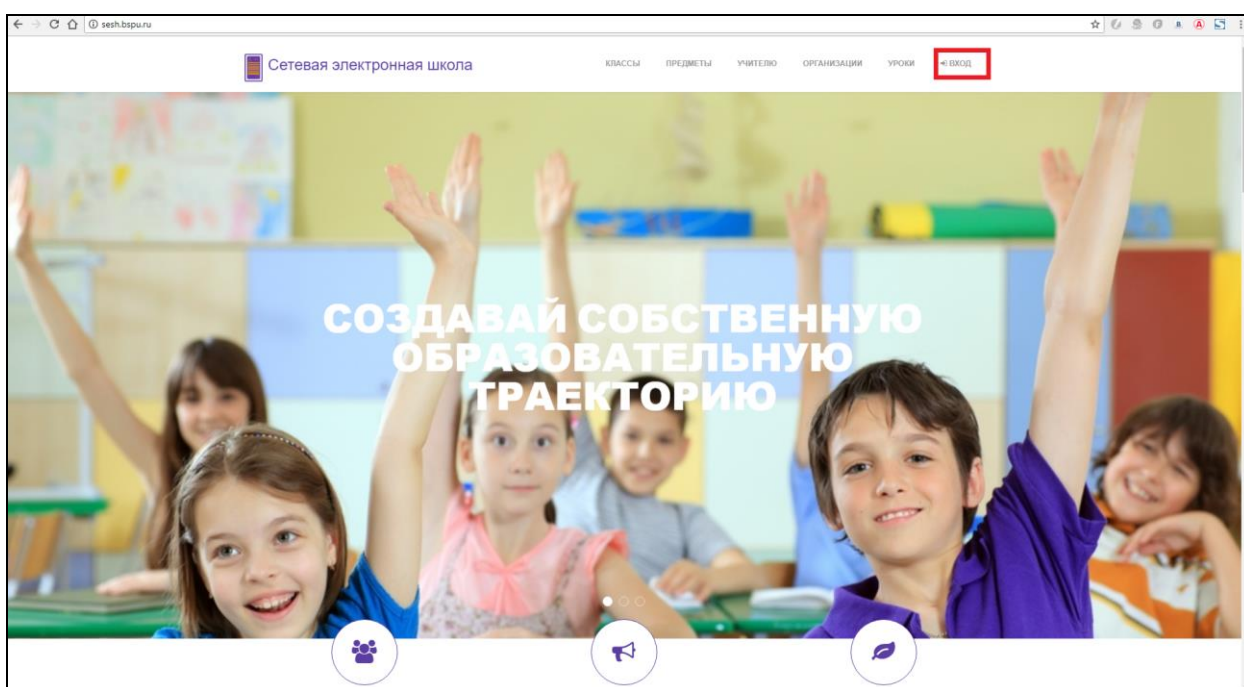 sesh.bspu.ru
Сетевая электронная школа
КЛАССЫ ПРЕДМЕТЫ УЧИТЕЛЮ ОРГАНИЗАЦИИ УРОКИ ВХОД
СОЗДАВАЙ СОБСТВЕННУЮ
ОБРАЗОВАТЕЛЬНУЮ
ТРАЕКТОРИЮ